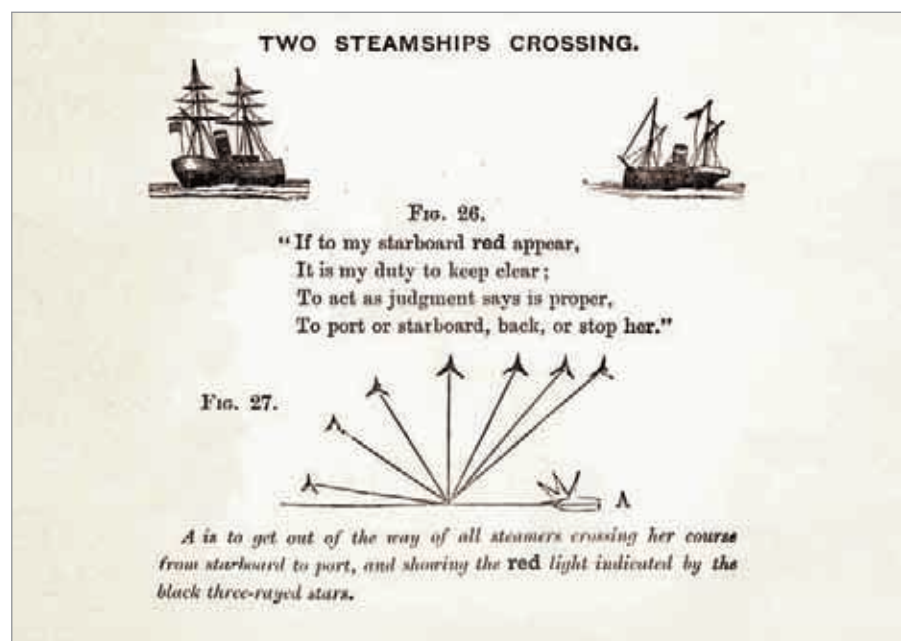 TWO STEAMSHIPS CROSSING.
FIG. 26.
"If to my starboard red appear,
It is my duty to keep clear;
To act as judgment says is proper,
To port or starboard, back, or stop her."
FIG. 27.
A
A is to get out of the way of all steamers crossing her course
from starboard to port, and showing the red light indicated by the
black three-rayed stars.